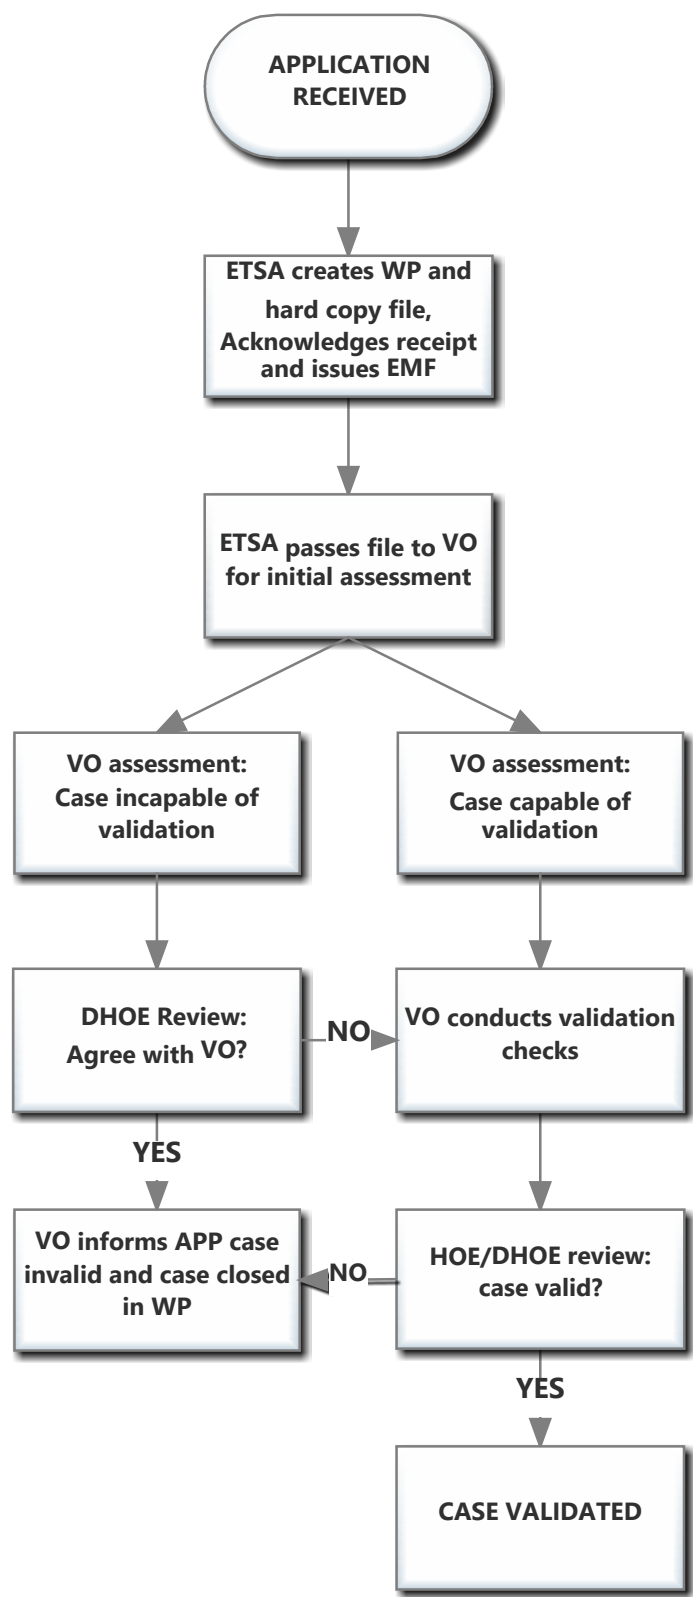 APPLICATION
RECEIVED
ETSA creates WP and
hard copy file,
Acknowledges receipt
and issues EMF
ETSA passes file to VO
for initial assessment
VO assessment:
Case incapable of
validation
VO assessment:
Case capable of
validation
DHOE Review:
Agree with VO?
NO
VO conducts validation
checks
YES
VO informs APP case
invalid and case closed
in WP
NO
HOE/DHOE review:
case valid?
YES
CASE VALIDATED